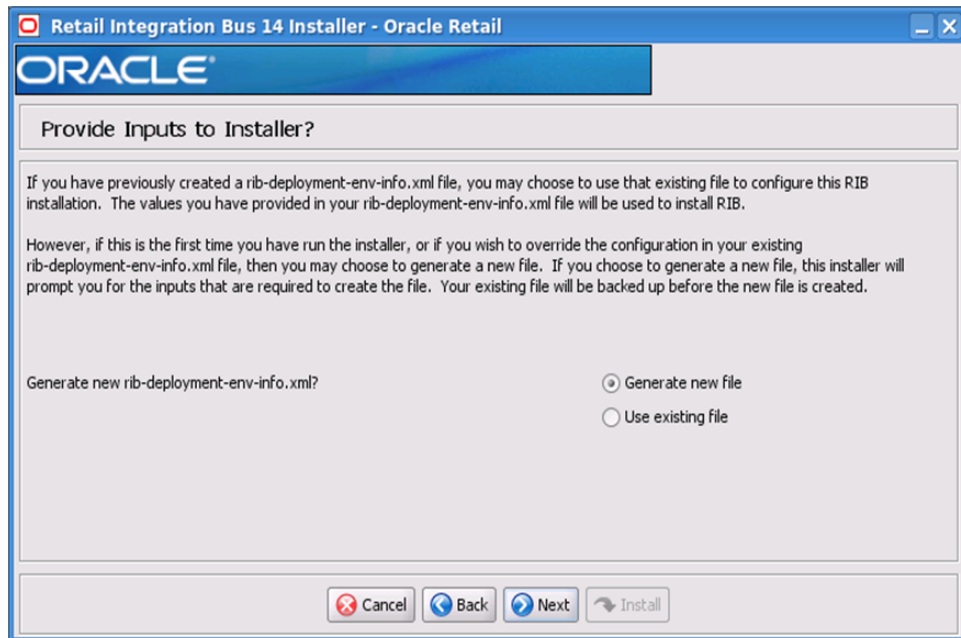 Retail Integration Bus 14 Installer - Oracle Retail
ORACLE®
Provide Inputs to Installer?
If you have previously created a rib-deployment-env-info.xml file, you may choose to use that existing file to configure this RIB
installation. The values you have provided in your rib-deployment-env-info.xml file will be used to install RIB.
However, if this is the first time you have run the installer, or if you wish to override the configuration in your existing
rib-deployment-env-info.xml file, then you may choose to generate a new file. If you choose to generate a new file, this installer will
prompt you for the inputs that are required to create the file. Your existing file will be backed up before the new file is created.
Generate new rib-deployment-env-info.xml?
Generate new file
Use existing file
Cancel Back Next Install